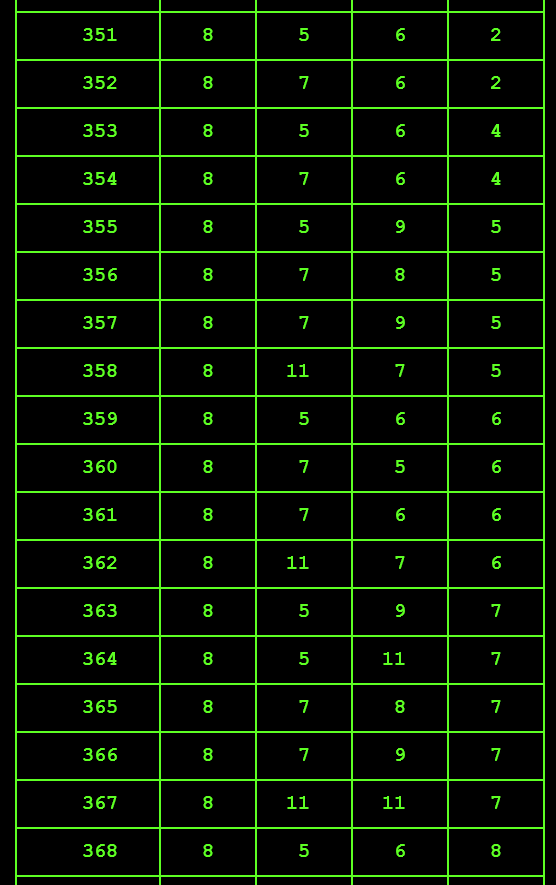 351 8 5 6 2
352 8 7 6 2
353 8 5 6 4
354 8 7 6 4
355 8 5 9 5
356 8 7 8 5
357 8 7 9 5
358 8 11 7 5
359 8 5 6 6
360 8 7 5 6
361 8 7 6 6
362 8 11 7 6
363 8 5 9 7
364 8 5 11 7
365 8 7 8 7
366 8 7 9 7
367 8 11 11 7
368 8 5 6 8